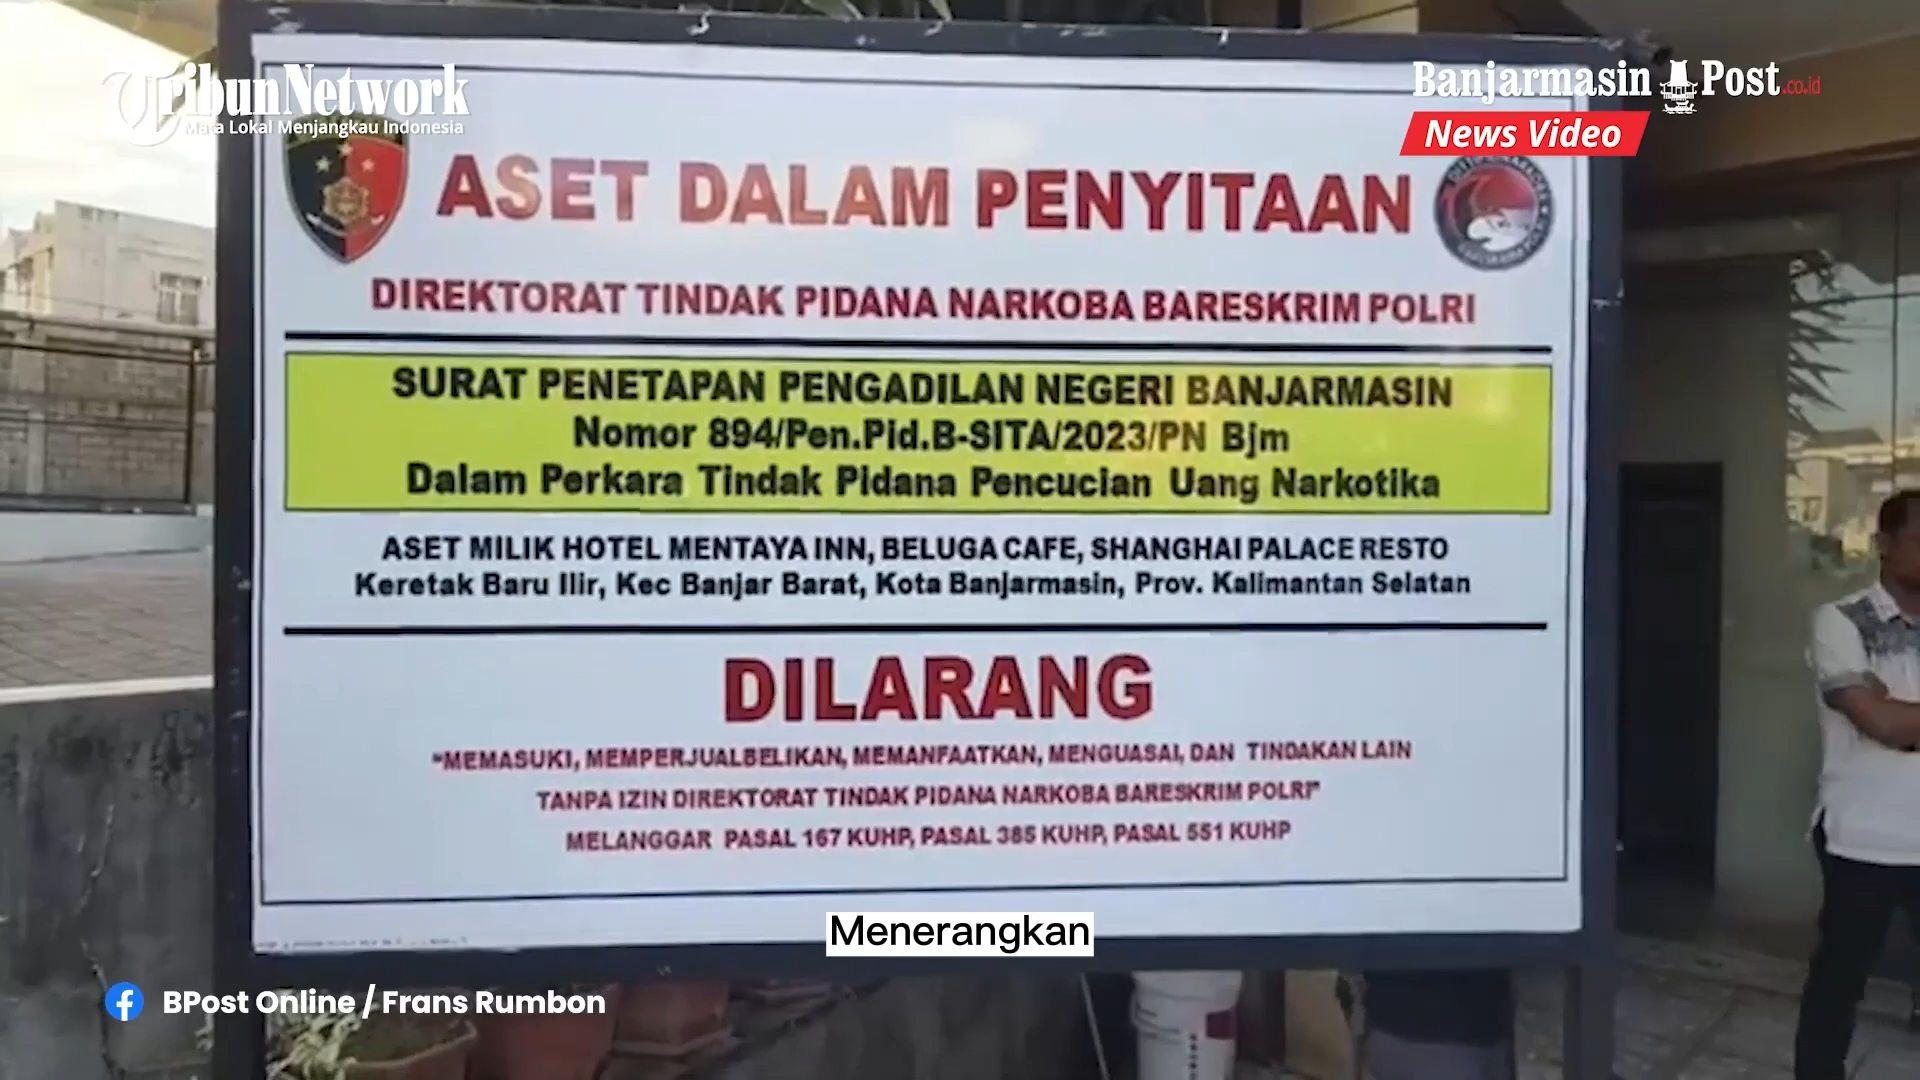 TribunNetwork
Mata Lokal Menjangkau Indonesia
Banjarmasin Post.co.id
News Video
ASET DALAM PENYITAAN
DIREKTORAT TINDAK PIDANA NARKOBA BARESKRIM POLRI
SURAT PENETAPAN PENGADILAN NEGERI BANJARMASIN
Nomor 894/Pen.Pid.B-SITA/2023/PN Bjm
Dalam Perkara Tindak Pidana Pencucian Uang Narkotika
ASET MILIK HOTEL MENTAYA INN, BELUGA CAFE, SHANGHAI PALACE RESTO
Keretak Baru Ilir, Kec Banjar Barat, Kota Banjarmasin, Prov. Kalimantan Selatan
DILARANG
"MEMASUKI, MEMPERJUALBELIKAN, MEMANFAATKAN, MENGUASAI, DAN TINDAKAN LAIN
TANPA IZIN DIREKTORAT TINDAK PIDANA NARKOBA BARESKRIM POLRI"
MELANGGAR PASAL 167 KUHP, PASAL 385 KUHP, PASAL 551 KUHP
Menerangkan
BPost Online / Frans Rumbon